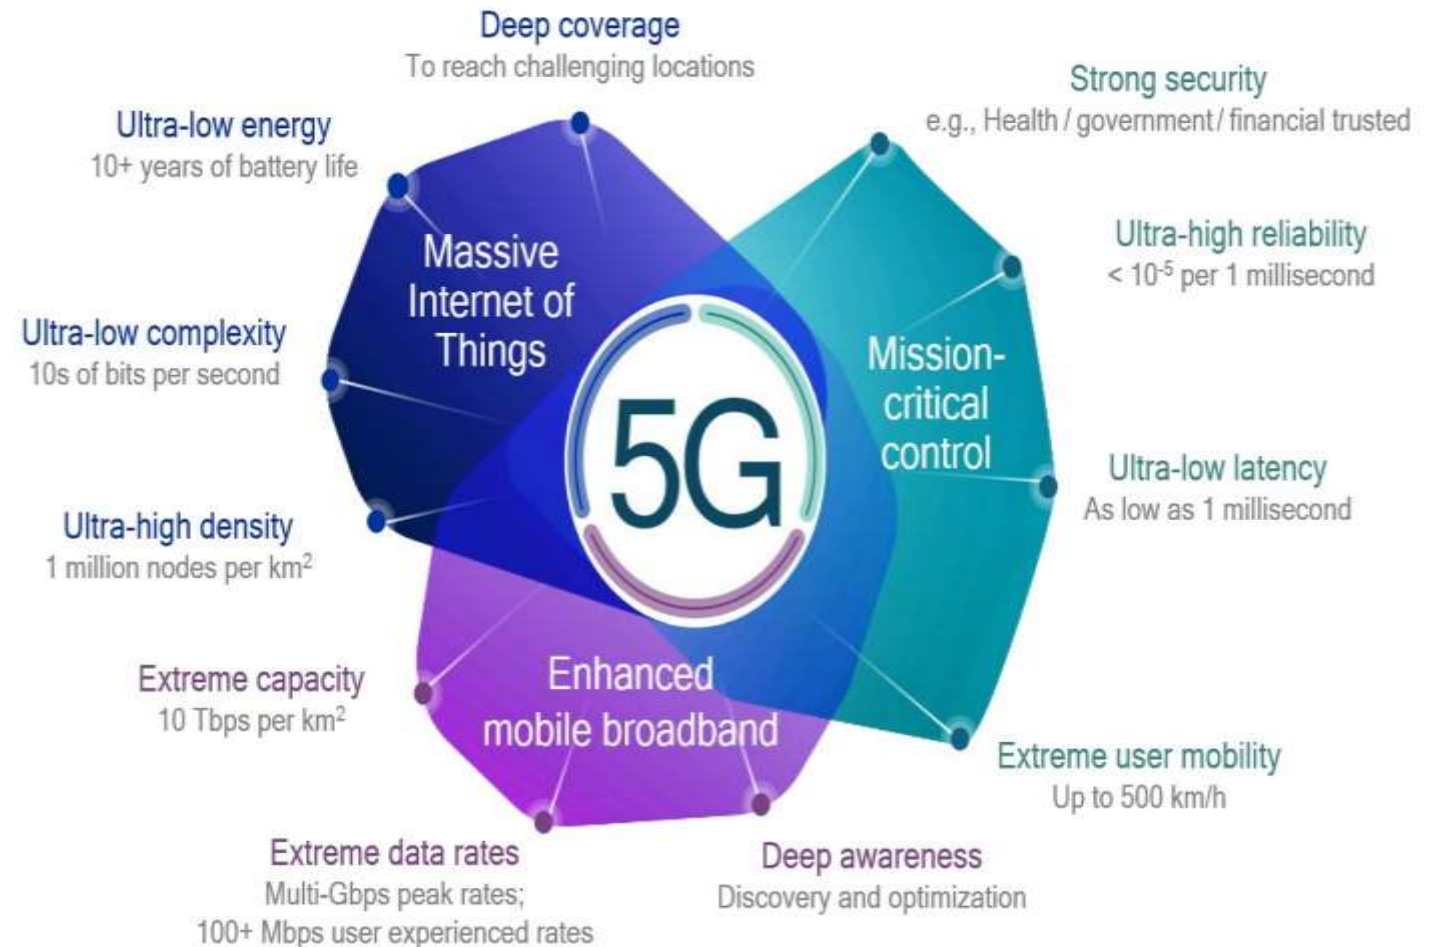 Deep coverage
To reach challenging locations
Strong security
e.g., Health / government / financial trusted
Ultra-low energy
10+ years of battery life
Ultra-high reliability
< 10⁻⁵ per 1 millisecond
Massive
Internet of
Things
Ultra-low complexity
10s of bits per second
Mission-
critical
control
5G
Ultra-low latency
As low as 1 millisecond
Ultra-high density
1 million nodes per km²
Extreme capacity
10 Tbps per km²
Enhanced
mobile broadband
Extreme user mobility
Up to 500 km/h
Extreme data rates
Multi-Gbps peak rates;
100+ Mbps user experienced rates
Deep awareness
Discovery and optimization